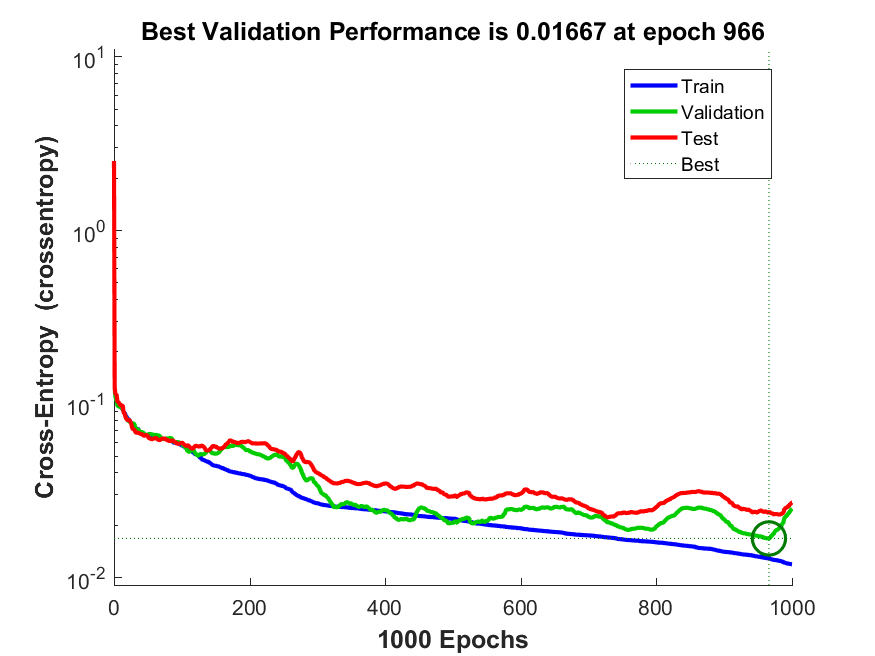 Best Validation Performance is 0.01667 at epoch 966
Train
Validation
Test
Best
Cross-Entropy (crossentropy)
10^1
10^0
10^-1
10^-2
0
200
400
600
800
1000
1000 Epochs